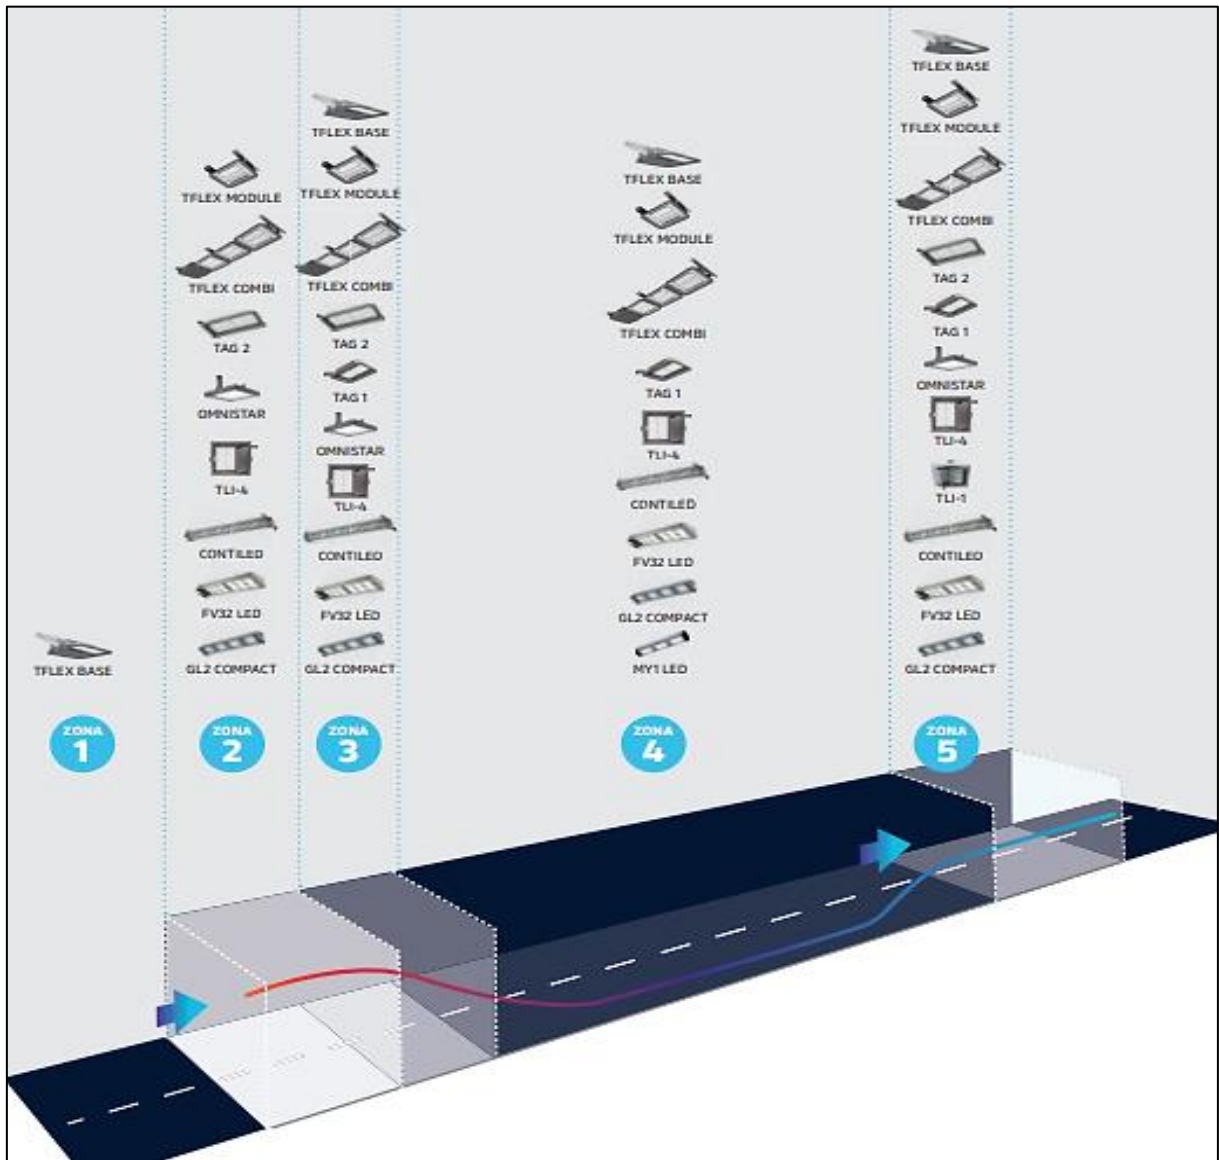 TFLEX BASE
ZONA
1
TFLEX MODULE
TFLEX COMBI
TAG 2
OMNISTAR
TLI-4
CONTILED
FV32 LED
GL2 COMPACT
ZONA
2
TFLEX BASE
TFLEX MODULE
TFLEX COMBI
TAG 2
TAG 1
OMNISTAR
TLI-4
CONTILED
FV32 LED
GL2 COMPACT
ZONA
3
TFLEX BASE
TFLEX MODULE
TFLEX COMBI
TAG 1
TLI-4
CONTILED
FV32 LED
GL2 COMPACT
MY1 LED
ZONA
4
TFLEX BASE
TFLEX MODULE
TFLEX COMBI
TAG 2
TAG 1
OMNISTAR
TLI-4
TLI-1
CONTILED
FV32 LED
GL2 COMPACT
ZONA
5